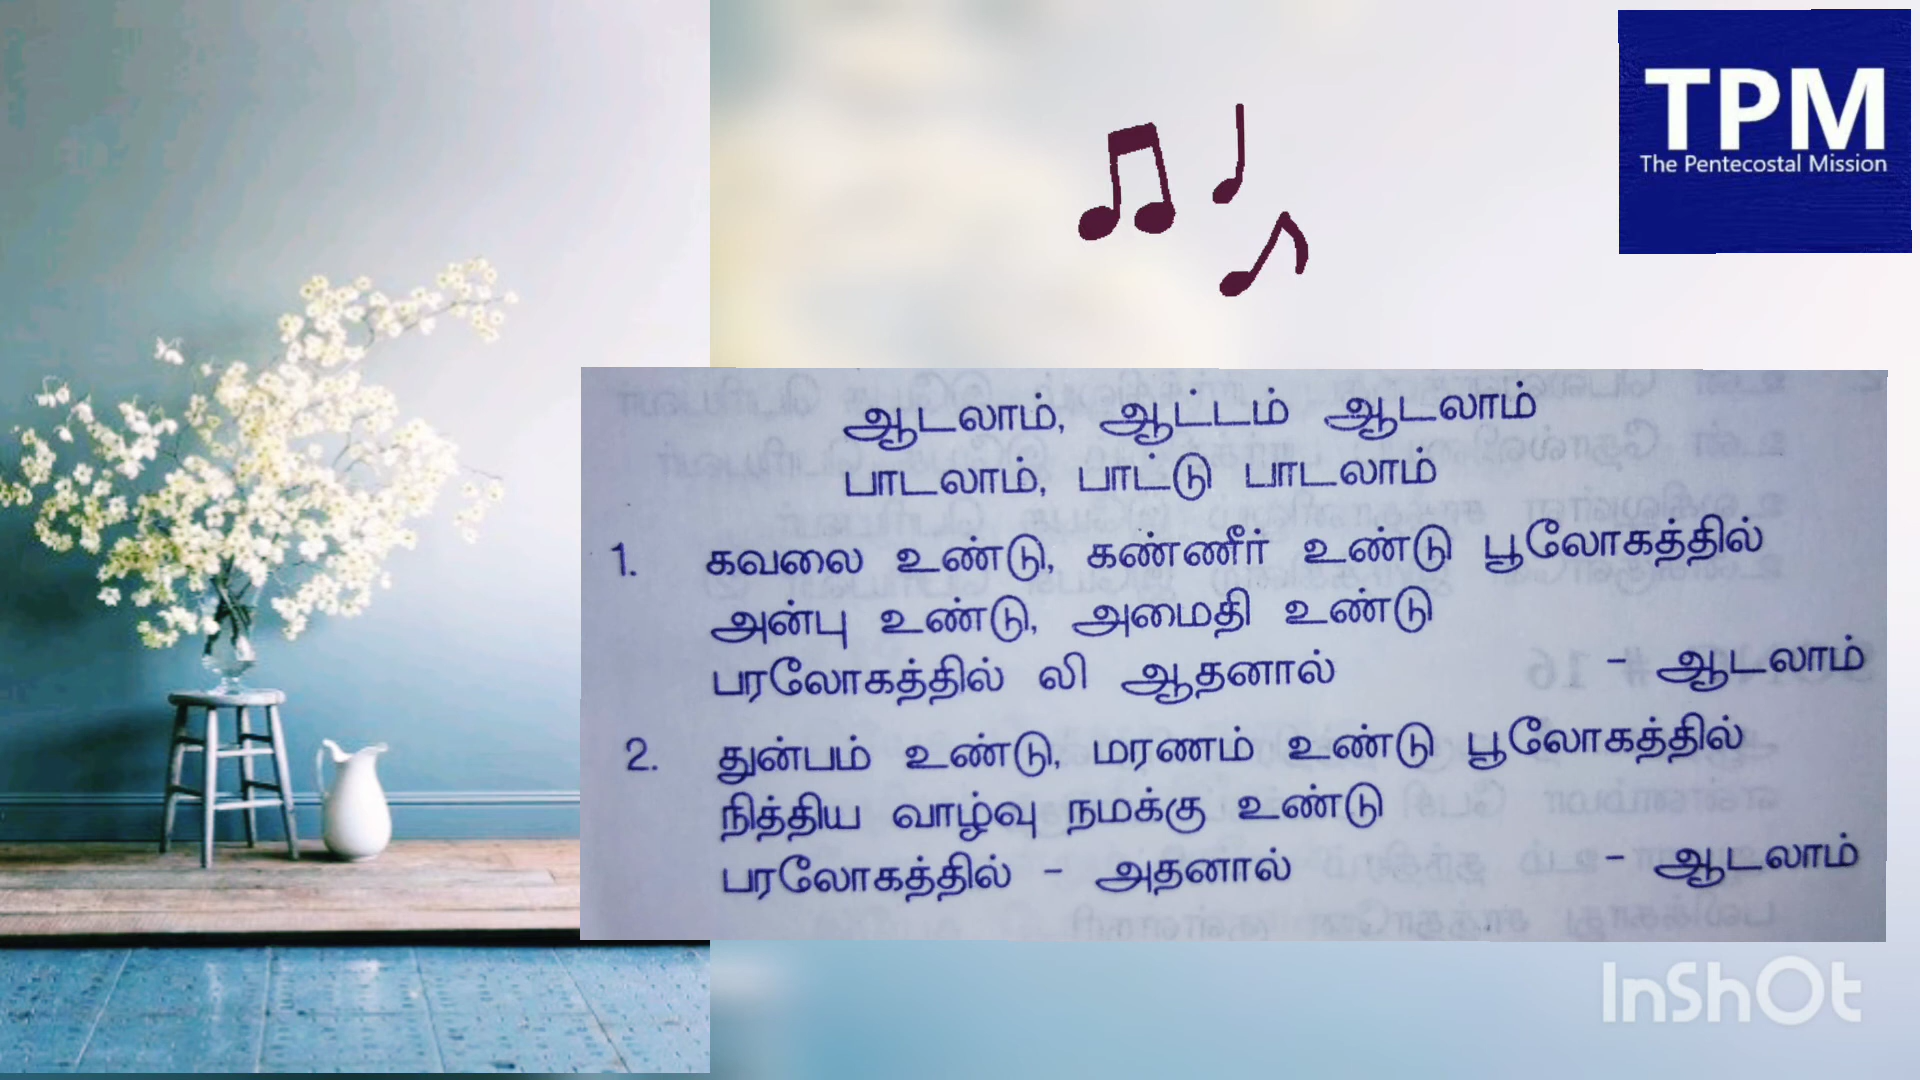 TPM
The Pentecostal Mission
ஆடலாம், ஆட்டம் ஆடலாம்
பாடலாம், பாட்டு பாடலாம்
1. கவலை உண்டு, கண்ணீர் உண்டு பூலோகத்தில்
அன்பு உண்டு, அமைதி உண்டு
பரலோகத்தில் லி ஆதனால் - ஆடலாம்
2. துன்பம் உண்டு, மரணம் உண்டு பூலோகத்தில்
நித்திய வாழ்வு நமக்கு உண்டு
பரலோகத்தில் - அதனால் - ஆடலாம்
InShOt